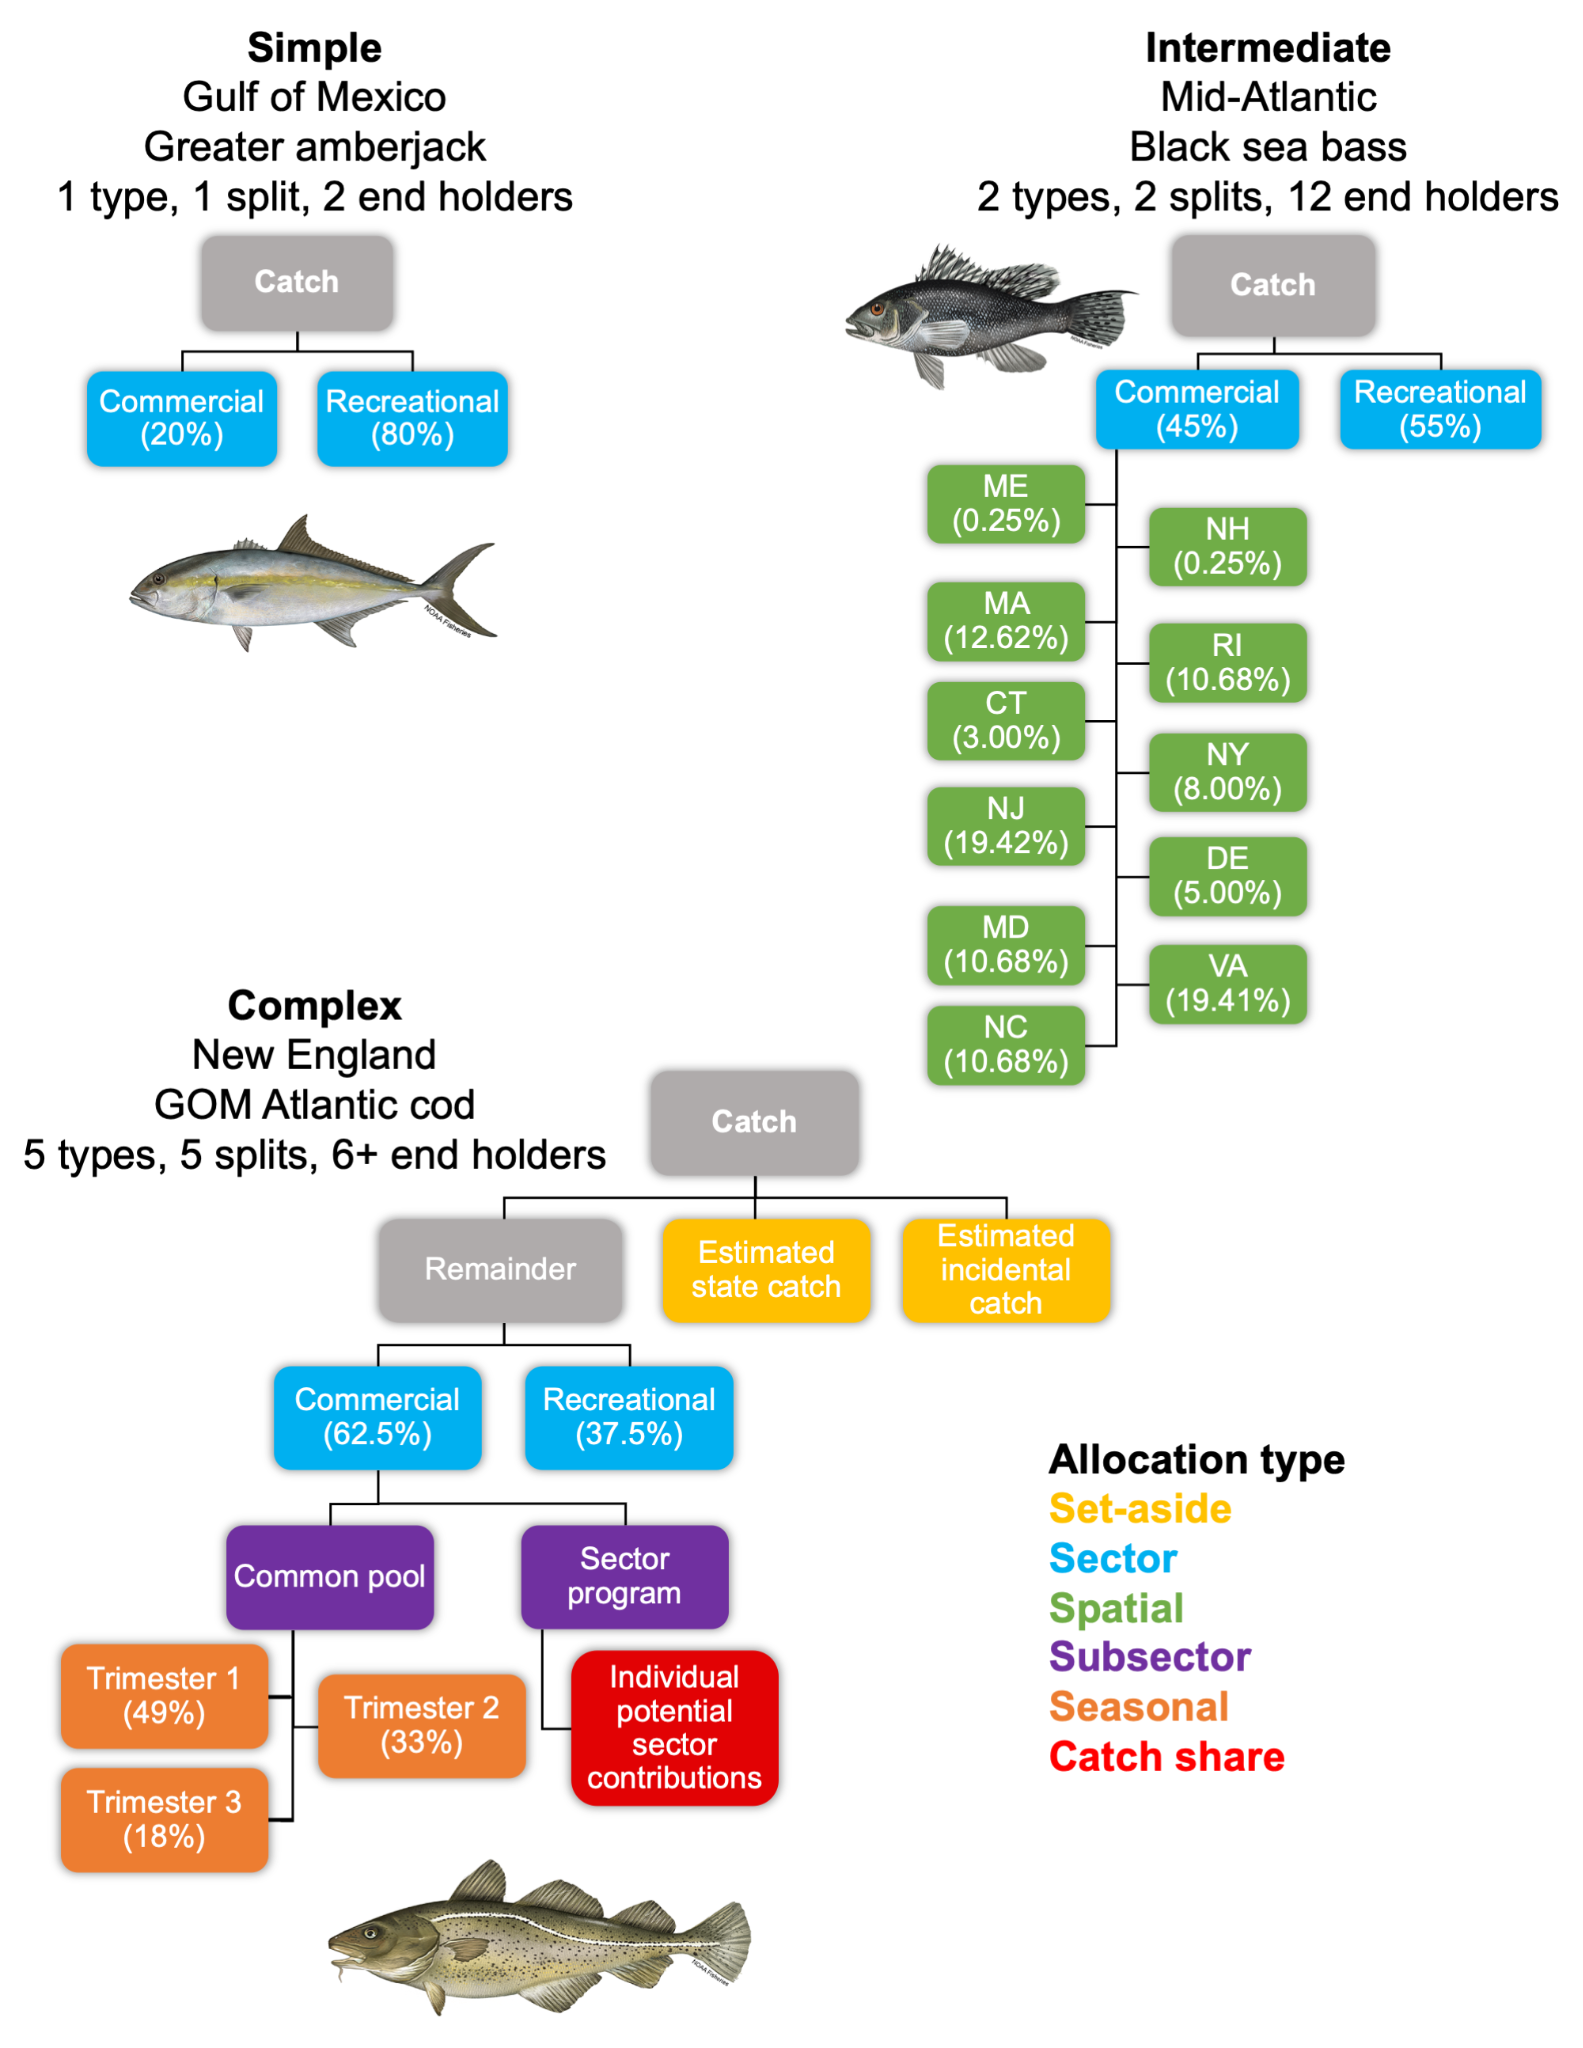 Simple
Gulf of Mexico
Greater amberjack
1 type, 1 split, 2 end holders
Catch
Commercial
(20%)
Recreational
(80%)
NOAA Fisheries
Intermediate
Mid-Atlantic
Black sea bass
2 types, 2 splits, 12 end holders
Catch
NOAA Fisheries
Commercial
(45%)
Recreational
(55%)
ME
(0.25%)
NH
(0.25%)
MA
(12.62%)
RI
(10.68%)
CT
(3.00%)
NY
(8.00%)
NJ
(19.42%)
DE
(5.00%)
MD
(10.68%)
VA
(19.41%)
NC
(10.68%)
Complex
New England
GOM Atlantic cod
5 types, 5 splits, 6+ end holders
Catch
Remainder
Estimated
state catch
Estimated
incidental
catch
Commercial
(62.5%)
Recreational
(37.5%)
Common pool
Sector
program
Trimester 1
(49%)
Trimester 2
(33%)
Trimester 3
(18%)
Individual
potential
sector
contributions
NOAA Fisheries
Allocation type
Set-aside
Sector
Spatial
Subsector
Seasonal
Catch share